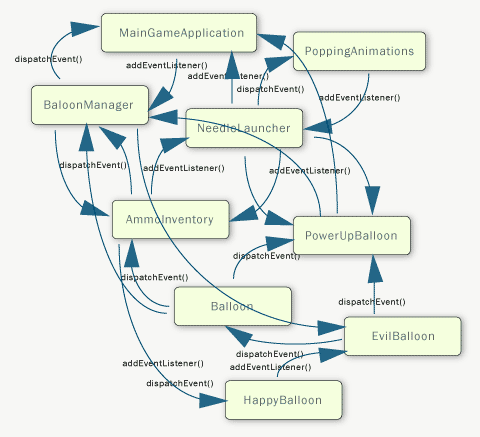 MainGameApplication
PoppingAnimations
dispatchEvent()
addEventListener()
addEventListener()
dispatchEvent()
addEventListener()
BaloonManager
NeedleLauncher
dispatchEvent()
addEventListener()
addEventListener()
AmmoInventory
PowerUpBalloon
dispatchEvent()
dispatchEvent()
Balloon
dispatchEvent()
EvilBalloon
dispatchEvent()
addEventListener()
addEventListener()
dispatchEvent()
HappyBalloon